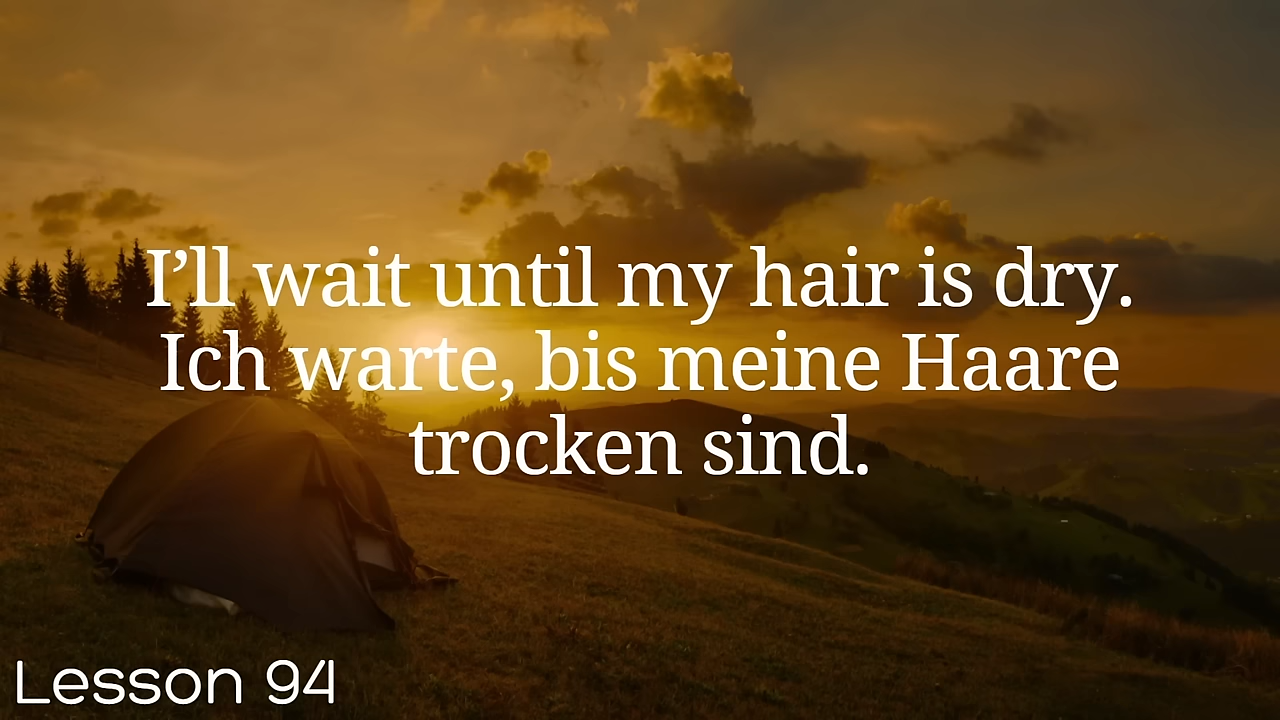 I’ll wait until my hair is dry.
Ich warte, bis meine Haare
trocken sind.
Lesson 94